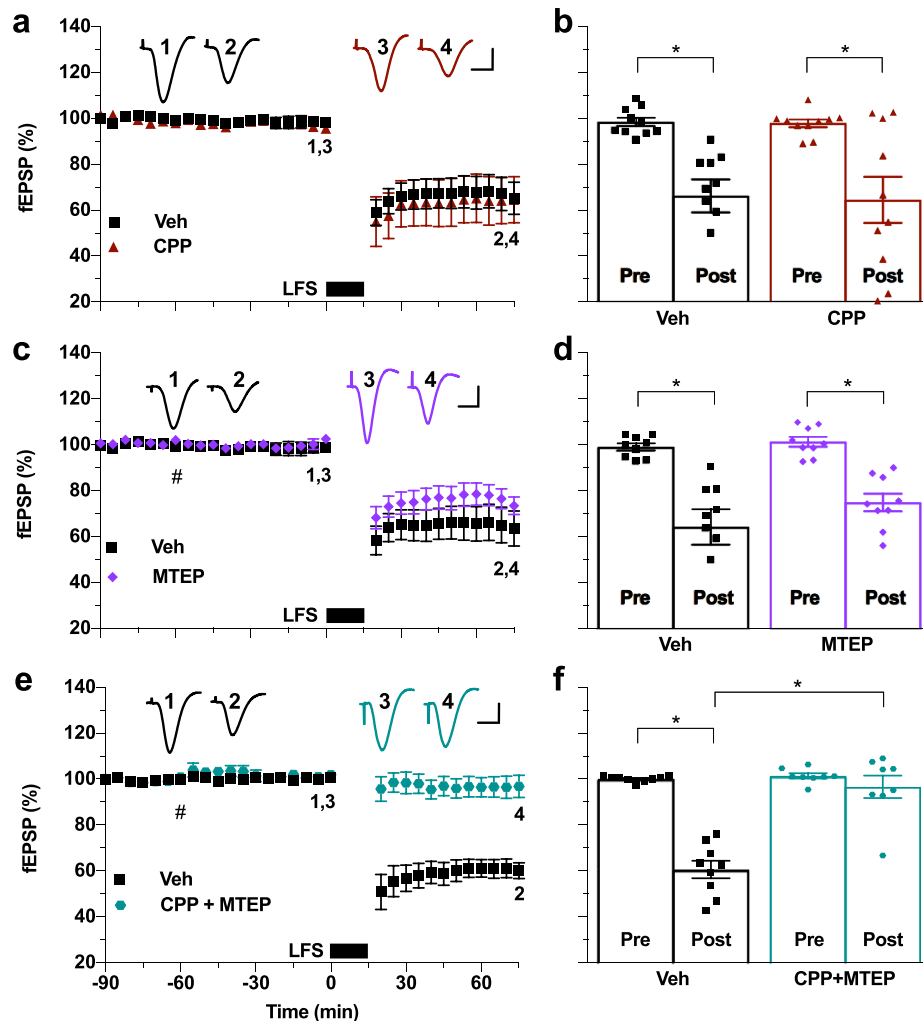 a
140
120
100
80
60
40
20
fEPSP (%)
1
2
3
4
1,3
2,4
Veh
CPP
LFS
b
*
*
Pre
Post
Pre
Post
Veh
CPP
c
140
120
100
80
60
40
20
fEPSP (%)
1
2
3
4
#
1,3
2,4
Veh
MTEP
LFS
d
*
*
Pre
Post
Pre
Post
Veh
MTEP
e
140
120
100
80
60
40
20
fEPSP (%)
1
2
3
4
#
1,3
4
2
Veh
CPP + MTEP
LFS
-90 -60 -30 0 30 60
Time (min)
f
*
*
Pre
Post
Pre
Post
Veh
CPP+MTEP